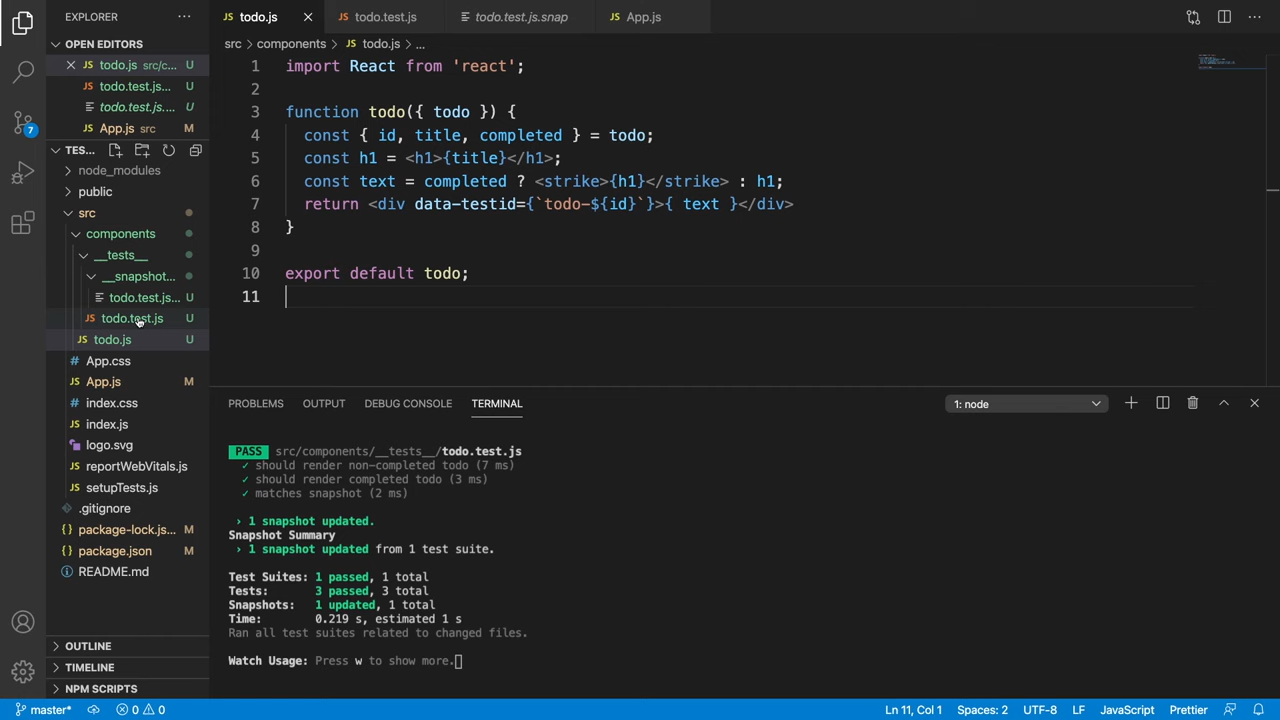 EXPLORER
OPEN EDITORS
todo.js src/c... U
todo.test.js... U
todo.test.js.... U
App.js src M
TES...
node_modules
public
src
components
__tests__
__snapshot...
todo.test.js... U
todo.test.js U
todo.js U
# App.css
JS App.js M
# index.css
JS index.js
logo.svg
JS reportWebVitals.js
JS setupTests.js
.gitignore
{} package-lock.js... M
{} package.json M
README.md
OUTLINE
TIMELINE
NPM SCRIPTS
7
JS todo.js
JS todo.test.js
todo.test.js.snap
JS App.js
src > components > JS todo.js > ...
1 import React from 'react';
2
3 function todo({ todo }) {
4 const { id, title, completed } = todo;
5 const h1 = <h1>{title}</h1>;
6 const text = completed ? <strike>{h1}</strike> : h1;
7 return <div data-testid={`todo-${id}`}>{ text }</div>
8 }
9
10 export default todo;
11
PROBLEMS OUTPUT DEBUG CONSOLE TERMINAL
1: node
PASS src/components/__tests__/todo.test.js
✓ should render non-completed todo (7 ms)
✓ should render completed todo (3 ms)
✓ matches snapshot (2 ms)
› 1 snapshot updated.
Snapshot Summary
› 1 snapshot updated from 1 test suite.
Test Suites: 1 passed, 1 total
Tests: 3 passed, 3 total
Snapshots: 1 updated, 1 total
Time: 0.219 s, estimated 1 s
Ran all test suites related to changed files.
Watch Usage: Press w to show more.
master* 0 0 Ln 11, Col 1 Spaces: 2 UTF-8 LF JavaScript Prettier